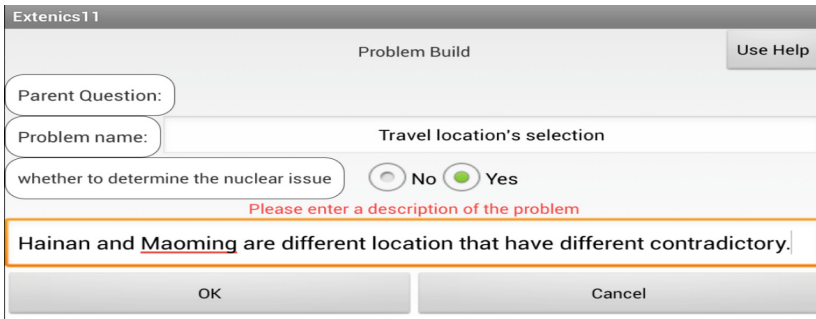 Extenics11
Problem Build
Use Help
Parent Question:
Problem name:
Travel location's selection
whether to determine the nuclear issue
No
Yes
Please enter a description of the problem
Hainan and Maoming are different location that have different contradictory.
OK
Cancel